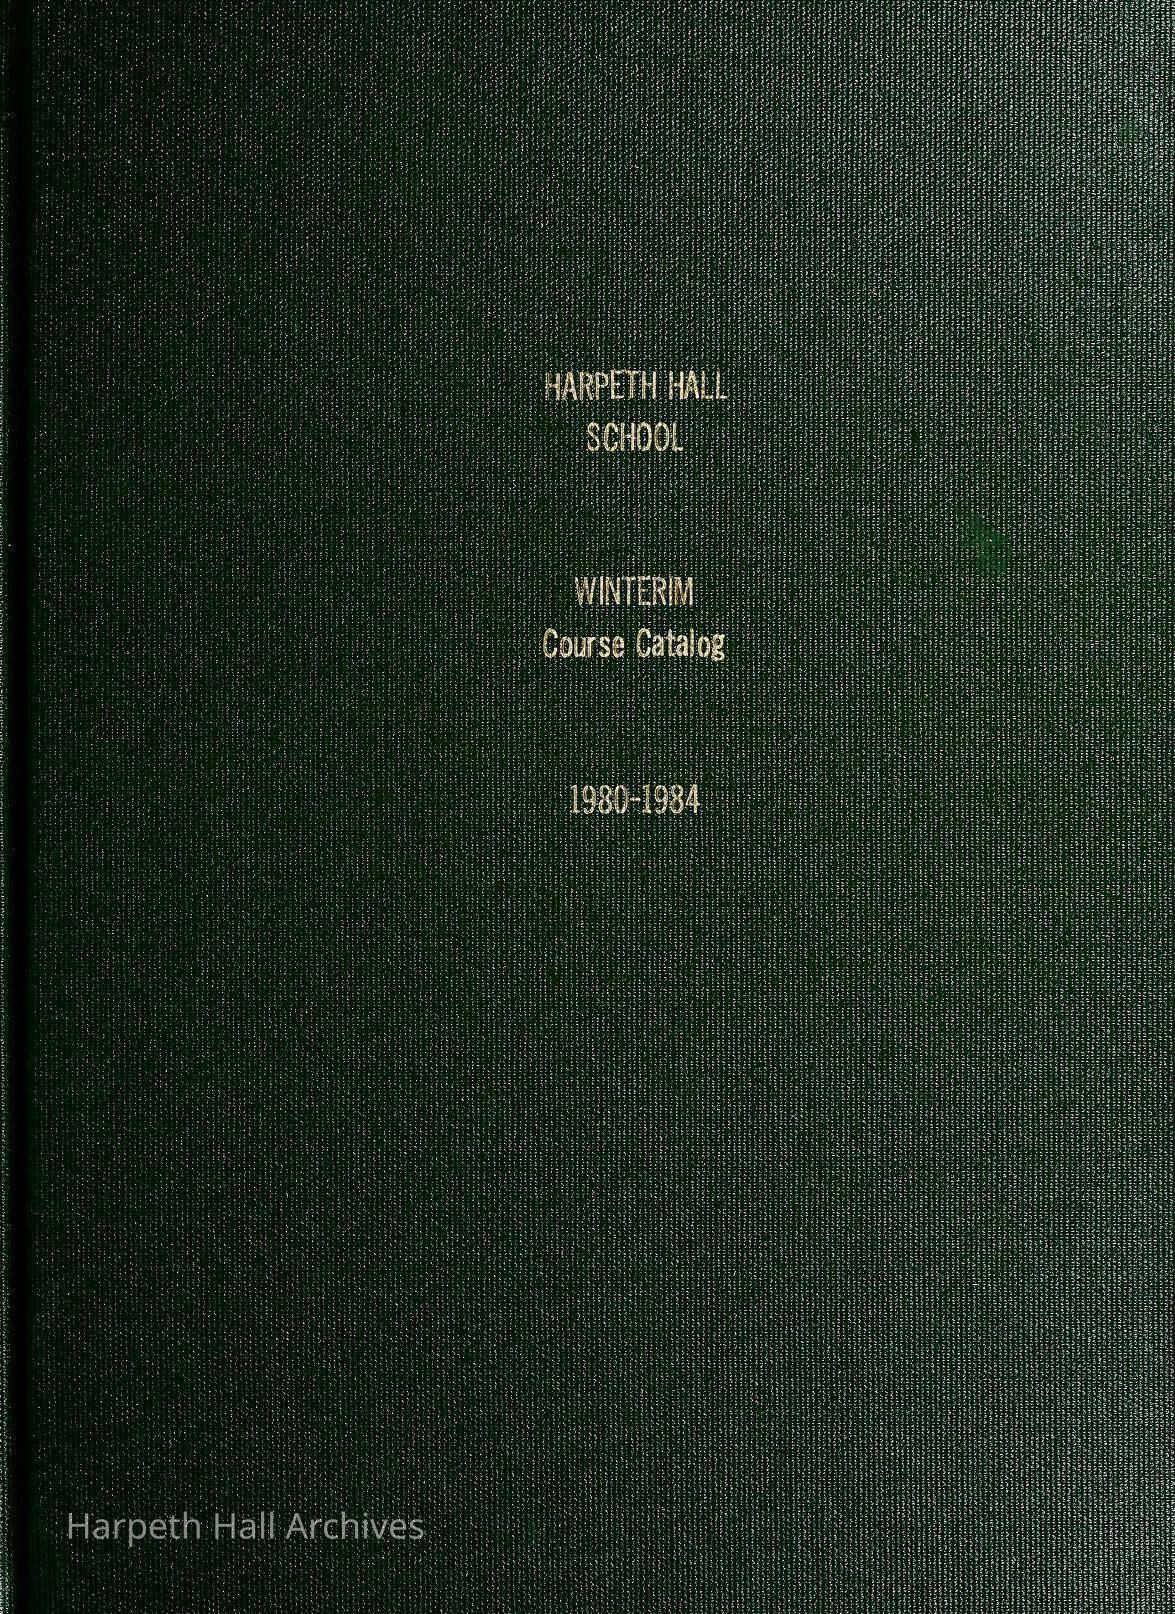 HARPETH HALL
SCHOOL
WINTERIM
Course Catalog
1980-1984
Harpeth Hall Archives